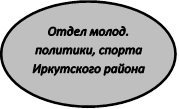 Отдел молод.
политики, спорта
Иркутского района